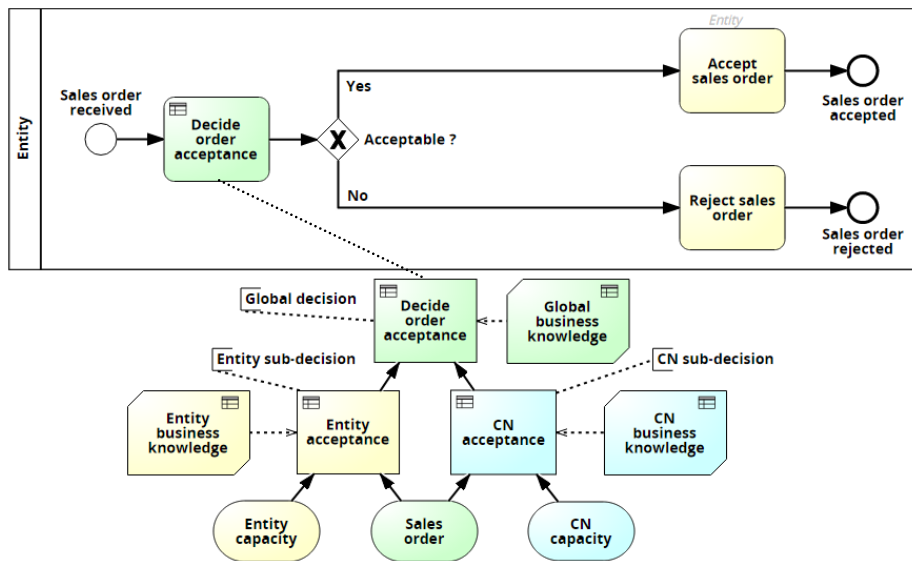 Entity
Sales order
received
Decide
order
acceptance
X
Acceptable ?
Yes
No
Entity
Accept
sales order
Sales order
accepted
Reject sales
order
Sales order
rejected
Global decision
Decide
order
acceptance
Global
business
knowledge
Entity sub-decision
CN sub-decision
Entity
business
knowledge
Entity
acceptance
CN
acceptance
CN
business
knowledge
Entity
capacity
Sales
order
CN
capacity